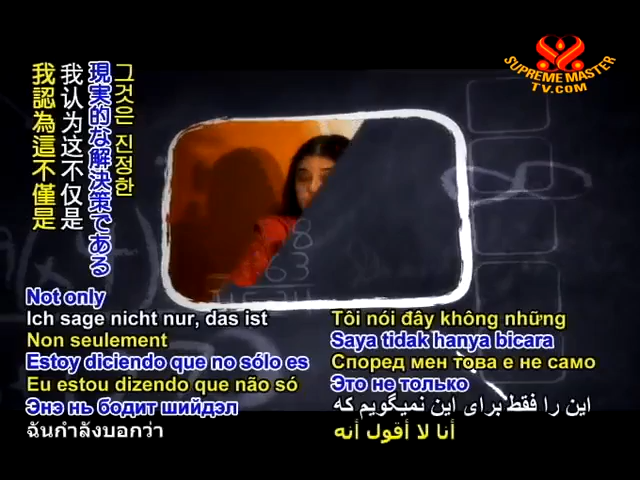 SUPREME MASTER
TV.COM
그것은 진정한
現実的な解決策である
我认为这不仅是
我認為這不僅是
8
63
Not only
Ich sage nicht nur, das ist
Non seulement
Estoy diciendo que no sólo es
Eu estou dizendo que não só
Энэ нь бодит шийдэл
ฉันกำลังบอกว่า
Tôi nói đây không những
Saya tidak hanya bicara
Според мен това е не само
Это не только
این را فقط برای این نمیگویم که
أنا لا أقول أنه